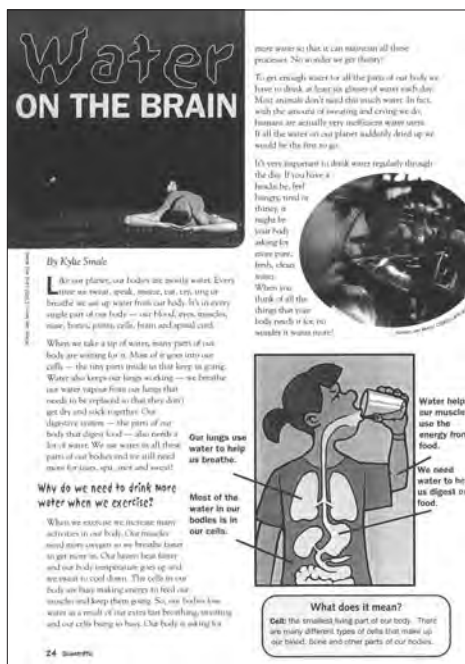 Water
ON THE BRAIN
By Kylie Smale
Like our planet, our bodies are mostly water. Every
time we sweat, speak, sneeze, eat, cry, or
breathe we use up water from our body. It's in every
single part of our body — our blood, eyes, muscles,
nose, bones, joints, cells, brain and spinal cord.
When we take a sip of water, many parts of our
body are waiting for it. Most of it goes into our
cells — the tiny parts inside us that keep us going.
Water also keeps our lungs working — we breathe
out water vapour from our lungs that
needs to be replaced so that they don't
get dry and stick together. Our
digestive system — the parts of our
body that digest food — also needs a
lot of water. We use water in all these
parts of our bodies and we still need
more for tears, spit, snot and sweat!
Why do we need to drink more
water when we exercise?
When we exercise we increase many
activities in our body. Our muscles
need more oxygen so we breathe faster
to get more in. Our hearts beat faster
and our body temperature goes up and
we sweat to cool down. The cells in our
body are busy making energy to feed our
muscles and keep them going. So, our bodies lose
water as a result of our extra fast breathing, sweating
and cells being so busy. Our body is asking for
24 Scientriffic
more water so that it can maintain all these
processes. No wonder we get thirsty!
To get enough water for all the parts of our body we
have to drink at least six glasses of water each day.
Most animals don't need this much water. In fact,
with the amount of sweating and crying we do,
humans are actually very inefficient water users.
If all the water on our planet suddenly dried up we
would be the first to go.
It's very important to drink water regularly through
the day. If you have a
headache, feel
hungry, tired or
thirsty, it
might be
your body
asking for
more pure,
fresh, clean
water.
When you
think of all the
things that your
body needs it for, no
wonder it wants more!
Our lungs use
water to help
us breathe.
Most of the
water in our
bodies is in
our cells.
Water help
our muscle
use the
energy from
food.
We need
water to he
us digest ou
food.
What does it mean?
Cell: the smallest living part of our body. There
are many different types of cells that make up
our blood, bone and other parts of our bodies.